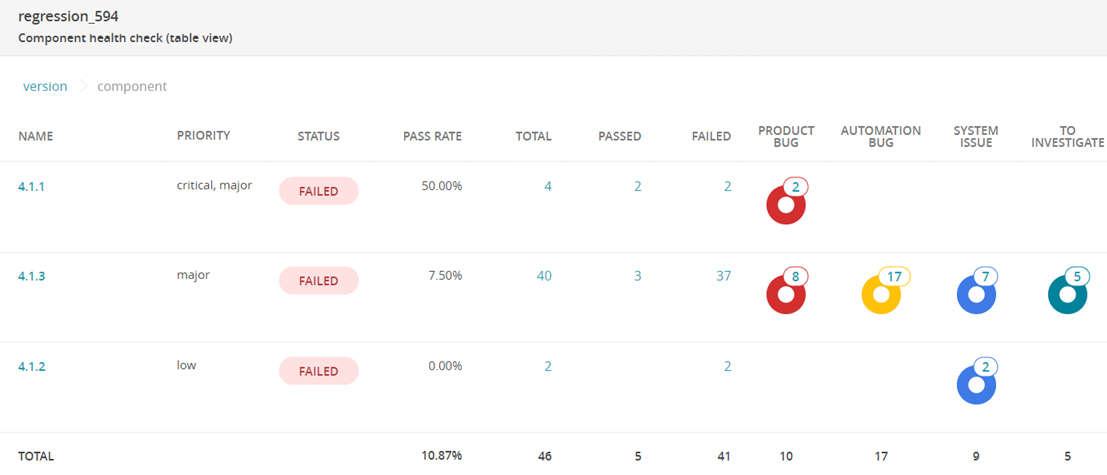 regression_594
Component health check (table view)
version component
NAME PRIORITY STATUS PASS RATE TOTAL PASSED FAILED PRODUCT BUG AUTOMATION BUG SYSTEM ISSUE TO INVESTIGATE
4.1.1 critical, major FAILED 50.00% 4 2 2 2
4.1.3 major FAILED 7.50% 40 3 37 8 17 7 5
4.1.2 low FAILED 0.00% 2 2 2
TOTAL 10.87% 46 5 41 10 17 9 5